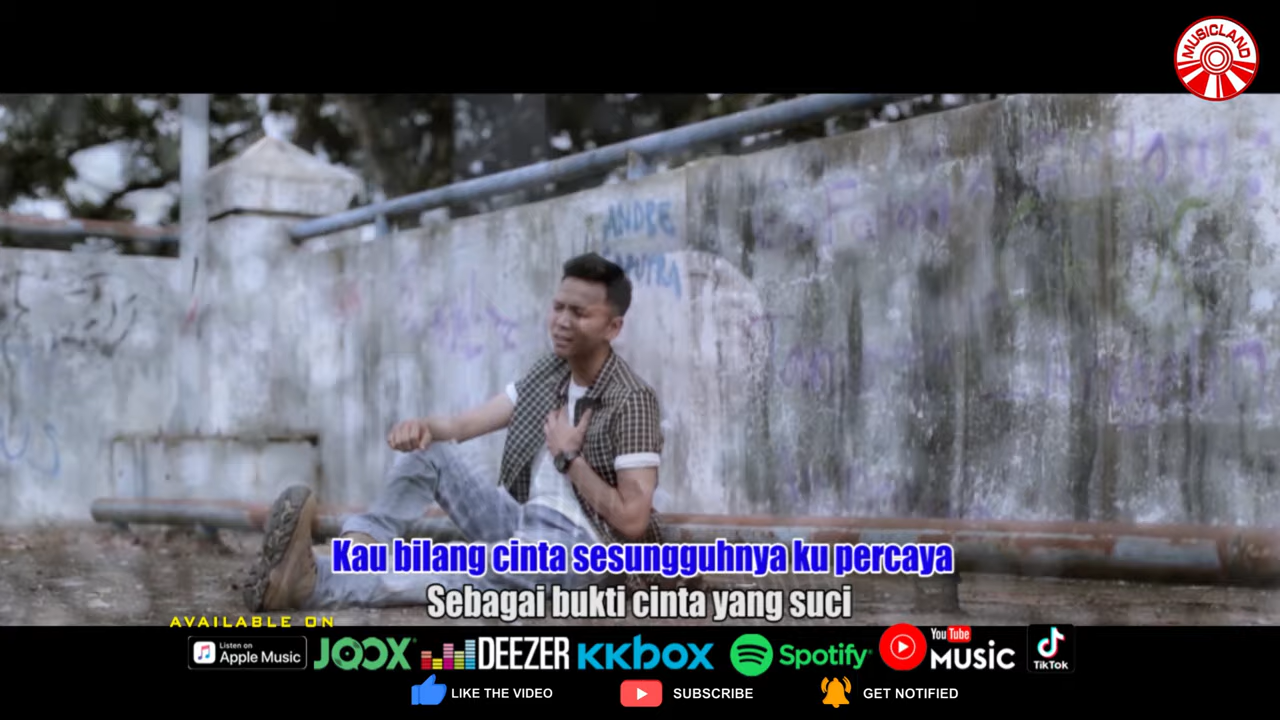 MUSICLAND
ANDRE
Kau bilang cinta sesungguhnya ku percaya
Sebagai bukti cinta yang suci
AVAILABLE ON
Listen on
Apple Music
JOOX
DEEZER
KKBOX
Spotify
YouTube
MUSIC
TikTok
LIKE THE VIDEO
SUBSCRIBE
GET NOTIFIED